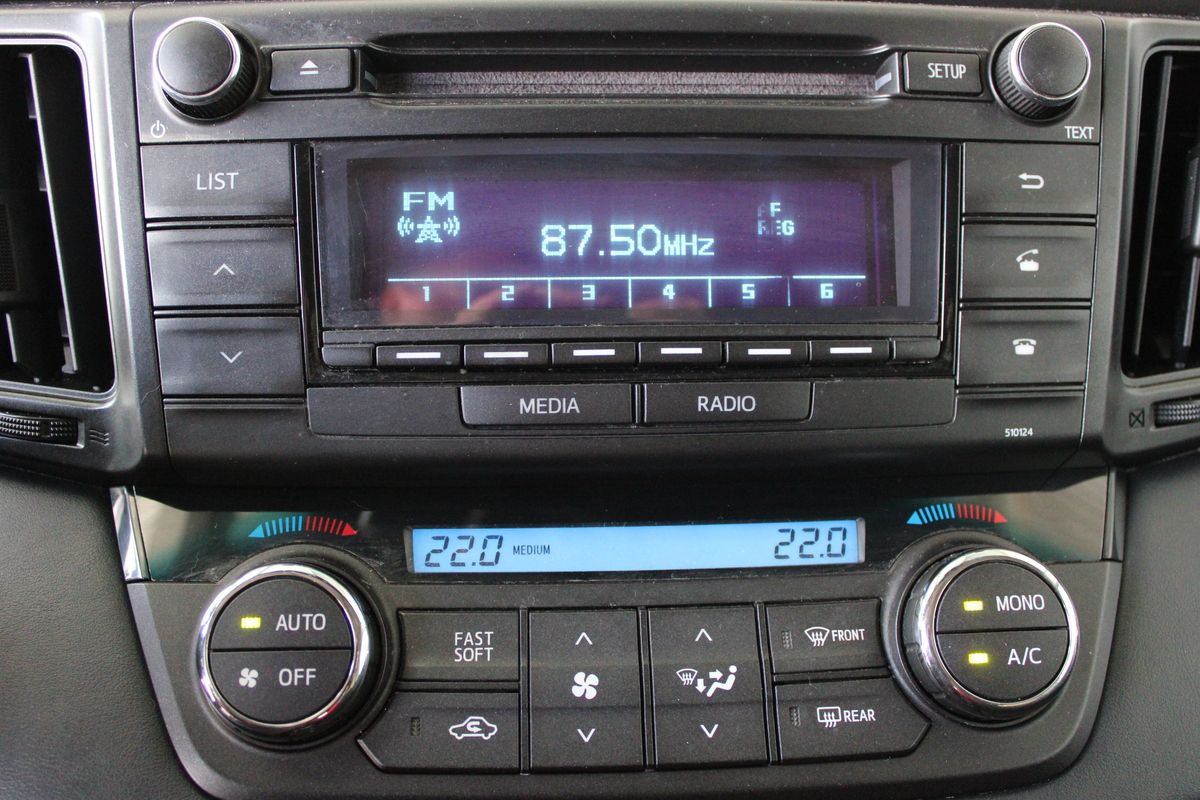 SETUP
TEXT
LIST
FM
AF
REG
87.50MHz
1 2 3 4 5 6
MEDIA
RADIO
510124
22.0 MEDIUM 22.0
AUTO
OFF
FAST
SOFT
FRONT
REAR
MONO
A/C